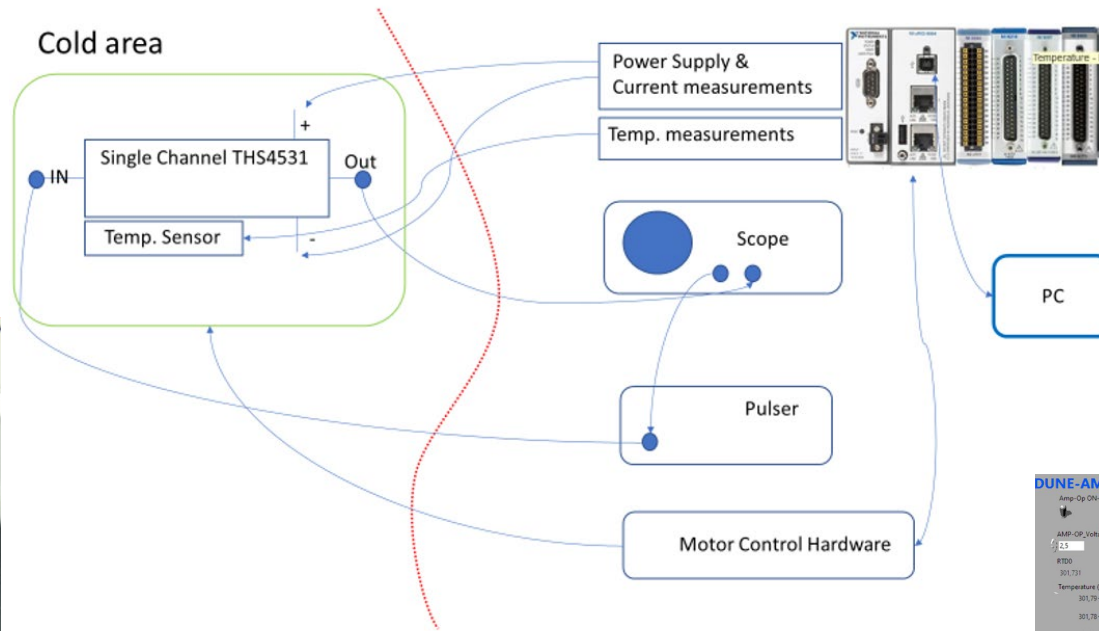 Cold area
Power Supply &
Current measurements
Temp. measurements
Temperature -
Single Channel THS4531
+
IN
Out
Temp. Sensor
-
Scope
PC
Pulser
Motor Control Hardware
DUNE-AM
Amp-Op ON-
AMP-OP_Volt
2,5
RTD0
301,731
Temperature (
301,79
301,78